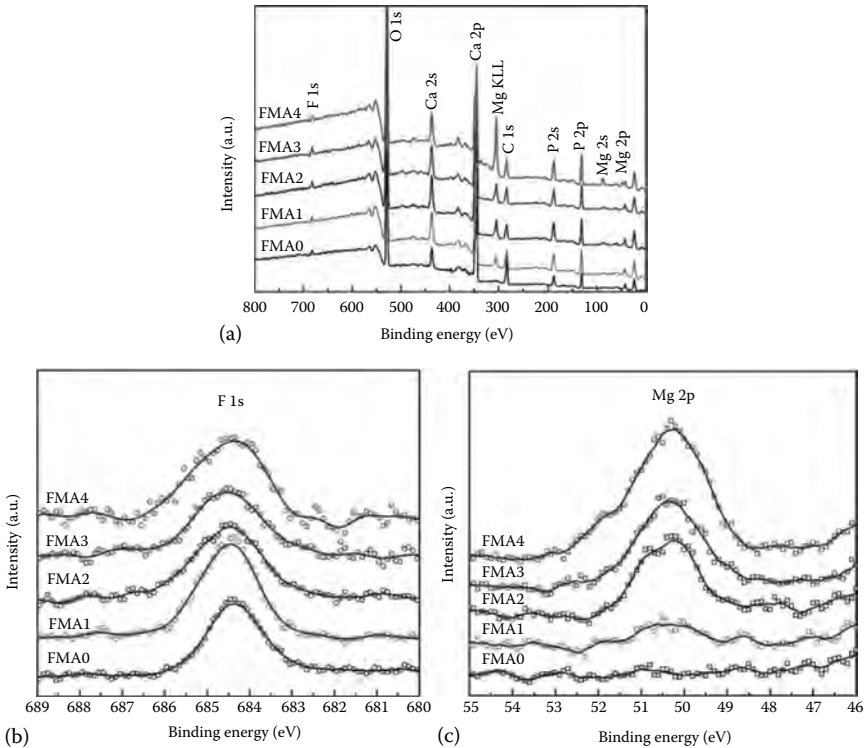 F 1s
O 1s
Ca 2s
Ca 2p
Mg KLL
C 1s
P 2s
P 2p
Mg 2s
Mg 2p
FMA4
FMA3
FMA2
FMA1
FMA0
Intensity (a.u.)
800 700 600 500 400 300 200 100 0
Binding energy (eV)
(a)
F 1s
FMA4
FMA3
FMA2
FMA1
FMA0
Intensity (a.u.)
689 688 687 686 685 684 683 682 681 680
Binding energy (eV)
(b)
Mg 2p
FMA4
FMA3
FMA2
FMA1
FMA0
Intensity (a.u.)
55 54 53 52 51 50 49 48 47 46
Binding energy (eV)
(c)